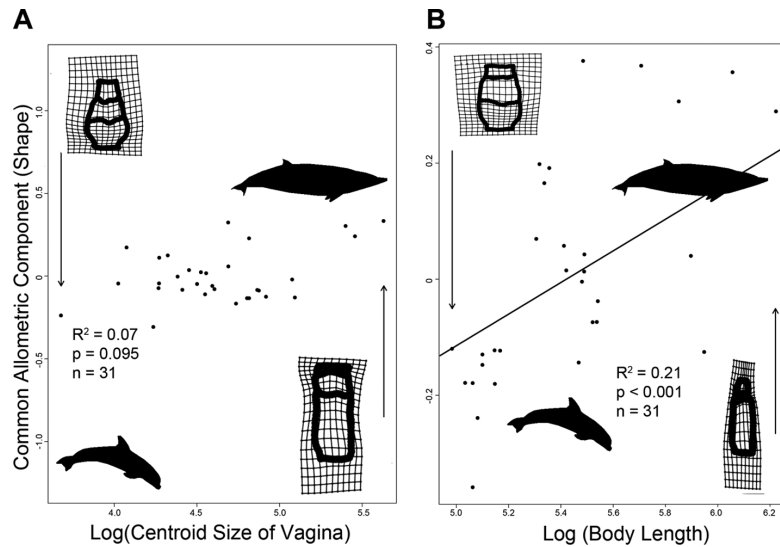 A
B
Common Allometric Component (Shape)
1.0
0.5
0
-0.5
-1.0
R² = 0.07
p = 0.095
n = 31
4.0
4.5
5.0
5.5
Log(Centroid Size of Vagina)
0.4
0.2
0
-0.2
R² = 0.21
p < 0.001
n = 31
5.0
5.2
5.4
5.6
5.8
6.0
6.2
Log (Body Length)